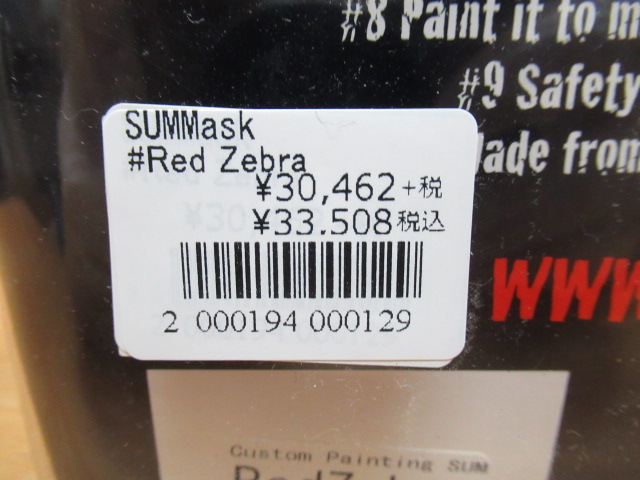 #8 Paint it to m
#9 Safety
Made from
SUMMask
#Red Zebra
¥30,462+税
¥33.508税込
2 000194 000129
WWW
Custom Painting SUM